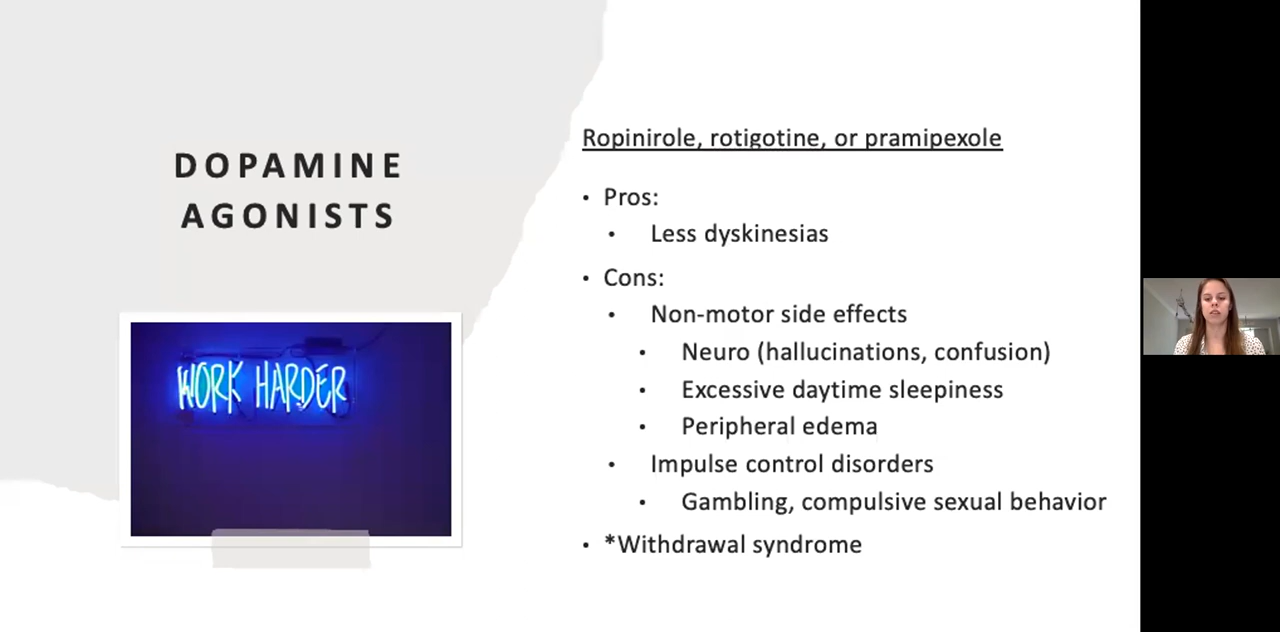 DOPAMINE
AGONISTS
WORK HARDER
Ropinirole, rotigotine, or pramipexole
• Pros:
• Less dyskinesias
• Cons:
• Non-motor side effects
• Neuro (hallucinations, confusion)
• Excessive daytime sleepiness
• Peripheral edema
• Impulse control disorders
• Gambling, compulsive sexual behavior
• *Withdrawal syndrome